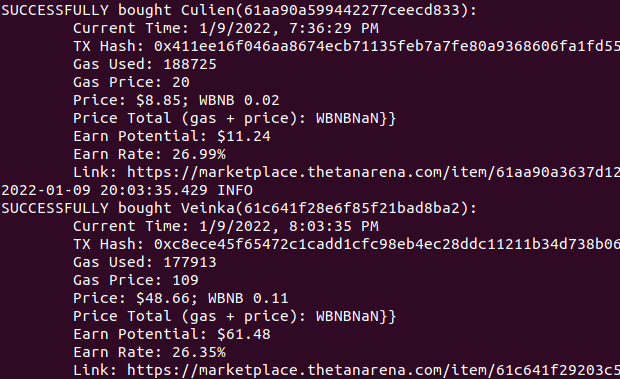 SUCCESSFULLY bought Culien(61aa90a599442277ceecd833):
Current Time: 1/9/2022, 7:36:29 PM
TX Hash: 0x411ee16f046aa8674ecb71135feb7a7fe80a9368606fa1fd55
Gas Used: 188725
Gas Price: 20
Price: $8.85; WBNB 0.02
Price Total (gas + price): WBNBNaN}}
Earn Potential: $11.24
Earn Rate: 26.99%
Link: https://marketplace.thetanarena.com/item/61aa90a3637d12
2022-01-09 20:03:35.429 INFO
SUCCESSFULLY bought Veinka(61c641f28e6f85f21bad8ba2):
Current Time: 1/9/2022, 8:03:35 PM
TX Hash: 0xc8ece45f65472c1cadd1cfc98eb4ec28ddc11211b34d738b06
Gas Used: 177913
Gas Price: 109
Price: $48.66; WBNB 0.11
Price Total (gas + price): WBNBNaN}}
Earn Potential: $61.48
Earn Rate: 26.35%
Link: https://marketplace.thetanarena.com/item/61c641f29203c5